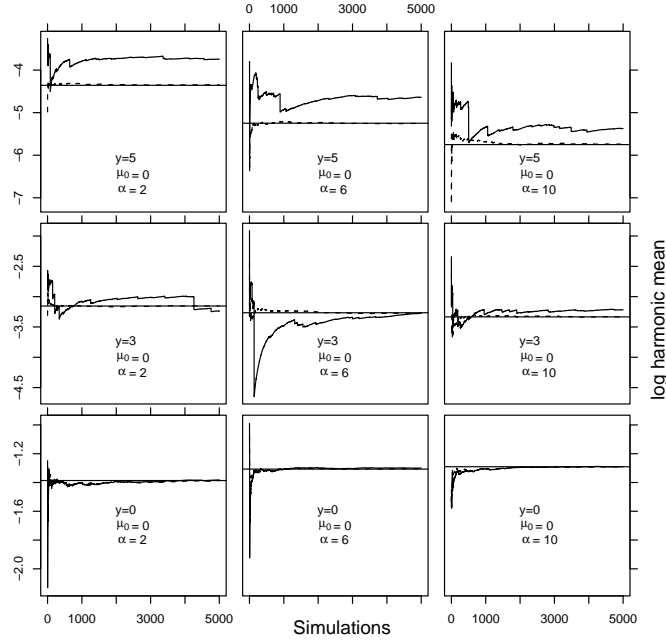 0 1000 3000 5000
−4
−5
−6
−7
y=5
μ0 = 0
α = 2
y=5
μ0 = 0
α = 6
y=5
μ0 = 0
α = 10
−2.5
−3.5
−4.5
y=3
μ0 = 0
α = 2
y=3
μ0 = 0
α = 6
y=3
μ0 = 0
α = 10
log harmonic mean
−1.2
−1.6
−2.0
y=0
μ0 = 0
α = 2
y=0
μ0 = 0
α = 6
y=0
μ0 = 0
α = 10
0 1000 3000 5000
0 1000 3000 5000
Simulations